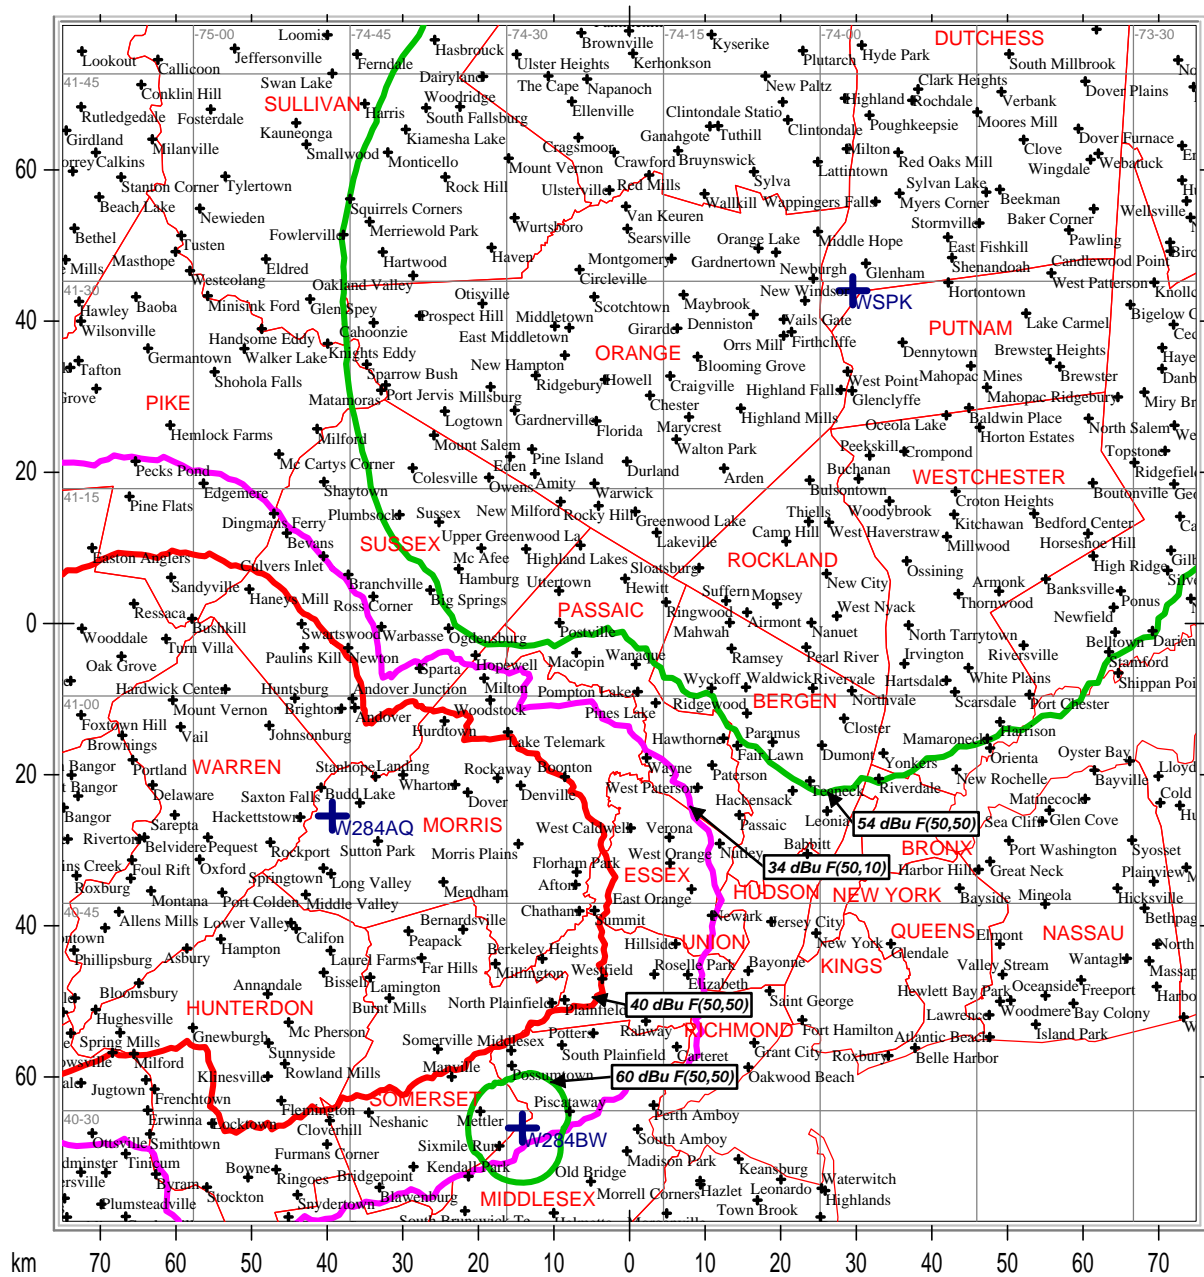 -75-00 -74-45 -74-30 -74-15 -74-00 -73-30
Loomis Hasbrouck Brownville Kyserike DUTCHESS
Lookout Callicoon Jeffersonville Ferndale Ulster Heights Kerhonkson Plutarch Hyde Park South Millbrook
41-45 Conklin Hill Swan Lake Dairyland The Cape Napanoch New Paltz Clark Heights Dover Plains
Rutledgedale Fosterdale SULLIVAN Harris Woodridge Ellenville Clintondale Statio Highland Rochdale Verbank
Girdland Kauneonga South Fallsburg Clintondale Poughkeepsie Moores Mill
Milanville Smallwood Kiamesha Lake Cragsmoor Ganahgote Tuthill Milton Clove Dover Furnace
Calkins Monticello Mount Vernon Crawford Bruynswick Lattintown Red Oaks Mill Wingdale Webatuck
60 Stanton Corner Tylertown Rock Hill Ulsterville Red Mills Sylva Sylvan Lake
Beach Lake Newieden Squirrels Corners Wallkill Wappingers Falls Myers Corner Beekman Wellsville
Bethel Tusten Fowlerville Merriewold Park Wurtsboro Van Keuren Searsville Orange Lake Middle Hope Stormville Baker Corner Pawling
Masthope Eldred Hartwood Haven Montgomery Gardnertown East Fishkill
e Mills Westcolang Oakland Valley Circleville Newburgh Glenham Shenandoah Candlewood Point
41-30 Minisink Ford Glen Spey Otisville Scotchtown Maybrook New Windsor WSPK Hortontown West Patterson
Hawley Baoba Prospect Hill Middletown Denniston Vails Gate PUTNAM Lake Carmel Bigelow C
40 Wilsonville Handsome Eddy Cahoonzie East Middletown Girarde Orrs Mill Firthcliffe
Germantown Walker Lake Knights Eddy ORANGE Blooming Grove Dennytown Brewster Heights
Tafton Shohola Falls Sparrow Bush New Hampton Ridgebury Howell Craigville West Point Mahopac Mines Brewster
PIKE Matamoras Port Jervis Millsburg Chester Highland Falls Glenclyffe Mahopac Ridgebury
Hemlock Farms Milford Logtown Gardnerville Florida Marycrest Highland Mills Oceola Lake Baldwin Place North Salem
Mount Salem Walton Park Peekskill Horton Estates
20 Pecks Pond Mc Cartys Corner Colesville Eden Pine Island Durland Arden Buchanan Crompond Topstone
41-15 Edgemere Shaytown Owens Amity Warwick Bulsontown WESTCHESTER Boutonville Ridgefield
Pine Flats Dingmans Ferry Plumbsock Sussex New Milford Rocky Hill Greenwood Lake Thiells Woodybrook Croton Heights Bedford Center
Bevans SUSSEX Upper Greenwood La Lakeville Camp Hill West Haverstraw Kitchawan
Easton Anglers Culvers Inlet Mc Afee Highland Lakes Sloatsburg ROCKLAND Millwood Horseshoe Hill
Sandyville Branchville Hamburg Uttertown Hewitt New City Ossining High Ridge
Haneys Mill Ross Corner Big Springs PASSAIC Ringwood Suffern Monsey Armonk Banksville
Ressaca Thornwood Ponus
0 Wooddale Bushkill Swartswood Warbasse Ogdensburg Postville Mahwah Airmont West Nyack Nanuet North Tarrytown Newfield
Turn Villa Paulins Kill Newton Hopewell Macopin Wanaque Ramsey Pearl River Irvington Riversville Belltown Darien
Oak Grove Sparta Stamford
Hardwick Center Huntsburg Andover Junction Milton Pompton Lakes Wyckoff Waldwick Rivervale Hartsdale White Plains Shippan Poi
41-00 Mount Vernon Brighton Andover Woodstock Pines Lake Ridgewood BERGEN Northvale Scarsdale Port Chester
Foxtown Hill Vail Johnsonburg Hurdtown Closter
Brownings Lake Telemark Hawthorne Paramus Fair Lawn Dumont Mamaroneck Harrison
Bangor Portland WARREN Stanhope Landing Rockaway Boonton Wayne Paterson Yonkers Orienta Oyster Bay
20 Bangor Delaware Saxton Falls Budd Lake Dover Denville West Paterson Hackensack Teaneck Riverdale New Rochelle Bayville
Bangor Sarepta Hackettstown W284AQ MORRIS West Caldwell Verona Passaic Leonia 54 dBu F(50,50) Sea Cliff Matinecock Glen Cove
Riverton Belvidere Pequest Sutton Park Morris Plains West Orange Nutley Babbitt BRONX Port Washington Syosset
Foul Rift Oxford Rockport Florham Park ESSEX 34 dBu F(50,10) Harbor Hills Great Neck
Roxburg Springtown Long Valley Mendham Afton East Orange HUDSON NEW YORK Bayside Mineola Plainview
40-45 Montana Port Colden Middle Valley Hicksville
Allens Mills Lower Valley Bernardsville Chatham Summit Newark Jersey City QUEENS NASSAU Bethpag
40 Hampton Califon Peapack Hillside UNION New York Elmont
Phillipsburg Asbury Laurel Farms Far Hills Berkeley Heights Roselle Park Bayonne KINGS Glendale Wantagh
Annandale Lamington Millington Westfield Elizabeth Valley Stream
Bloomsbury HUNTERDON Burnt Mills North Plainfield Plainfield 40 dBu F(50,50) Saint George Hewlett Bay Park Oceanside Freeport
Hughesville Mc Pherson Rahway RICHMOND Fort Hamilton Lawrence Woodmere Bay Colony
Spring Mills Gnewburgh Sunnyside Somerville Middlesex Potters South Plainfield Carteret Grant City Atlantic Beach Island Park
Milford Rowland Mills Manville Possumtown Oakwood Beach Roxbury Belle Harbor
60 Jugtown Klinesville 60 dBu F(50,50)
Frenchtown SOMERSET Piscataway
40-30 Erwinna Flemington Neshanic Mettler Perth Amboy
Ottsville Smithtown Locktown Cloverhill Sixmile Run W284BW South Amboy
Tinicum Furmans Corner Kendall Park Madison Park Keansburg
Byram Bowne Ringoes Bridgepoint Old Bridge Hazlet Leonardo Waterwitch
Plumsteadville Stockton Snydertown Blawenburg MIDDLESEX Morrell Corners Town Brook Highlands
km 70 60 50 40 30 20 10 0 10 20 30 40 50 60 70